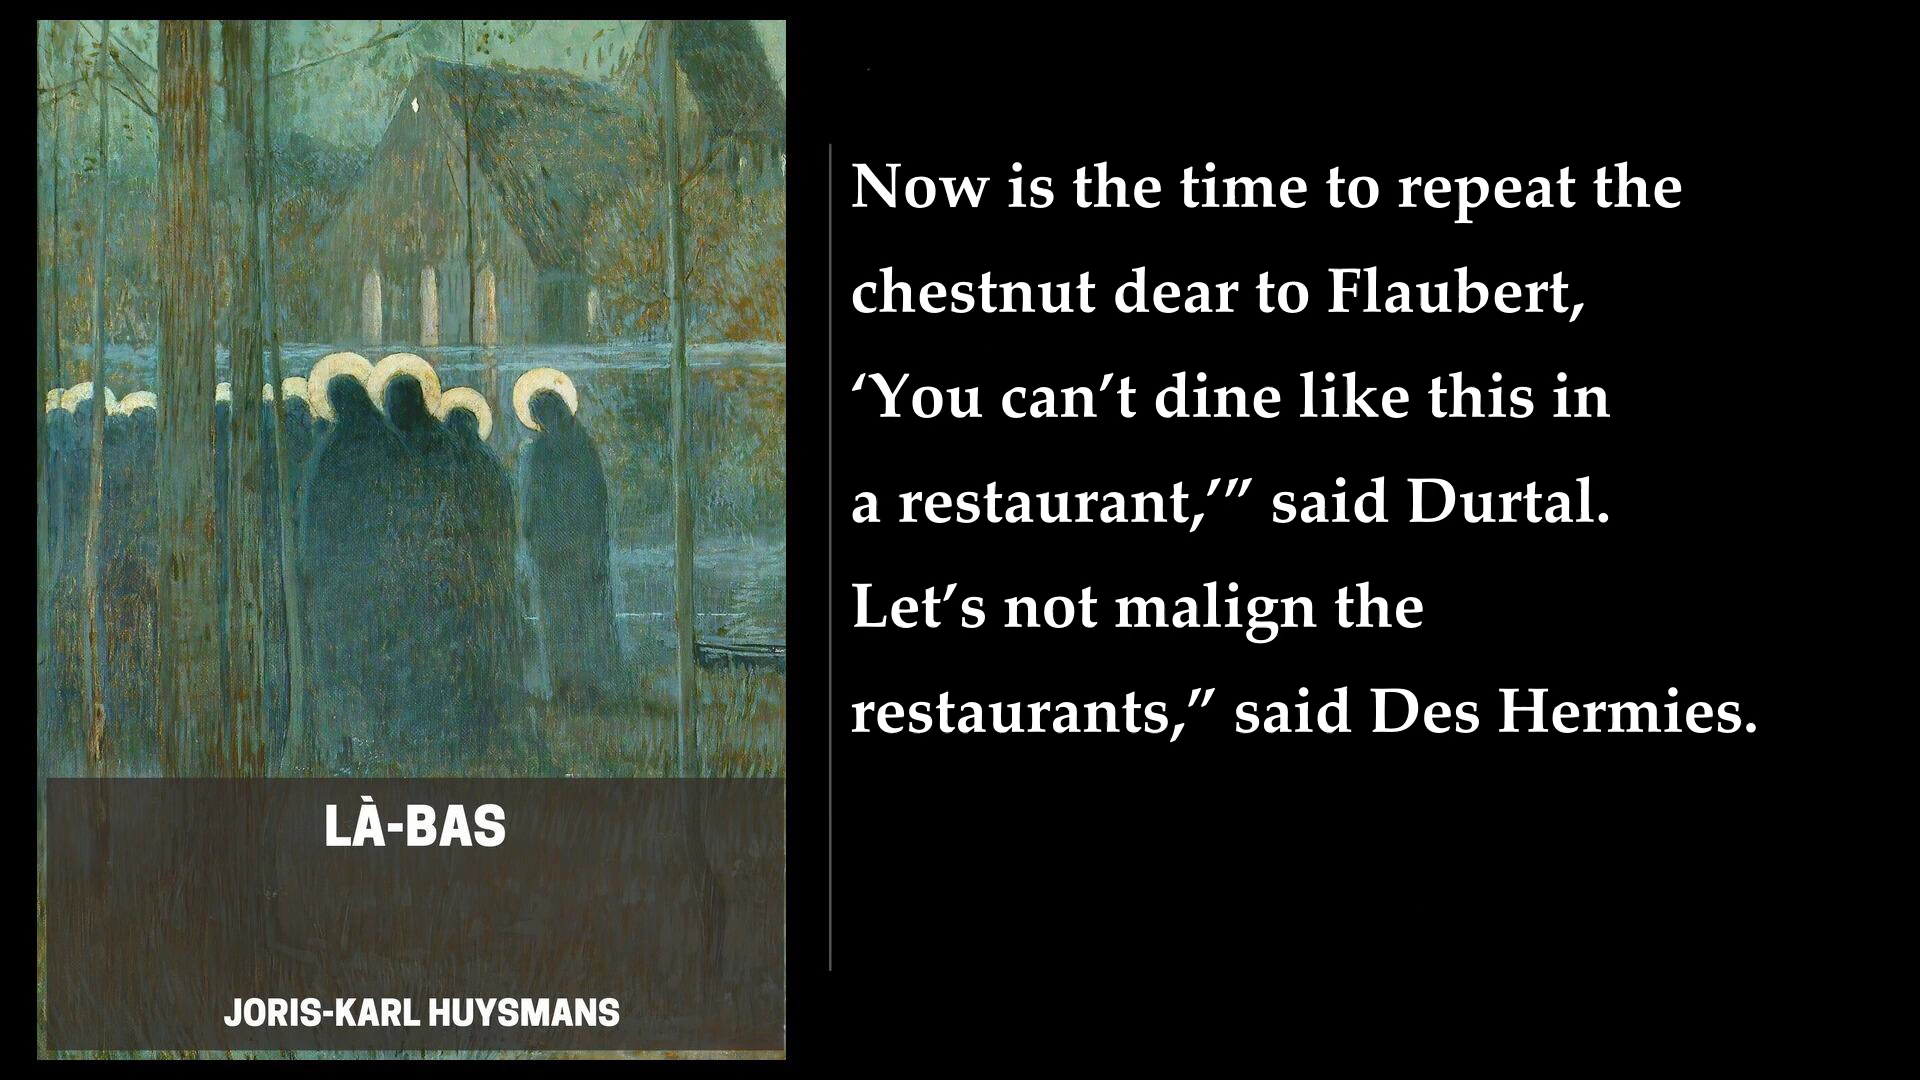 LÀ-BAS
JORIS-KARL HUYSMANS
Now is the time to repeat the
chestnut dear to Flaubert,
‘You can’t dine like this in
a restaurant,’” said Durtal.
Let’s not malign the
restaurants,” said Des Hermies.